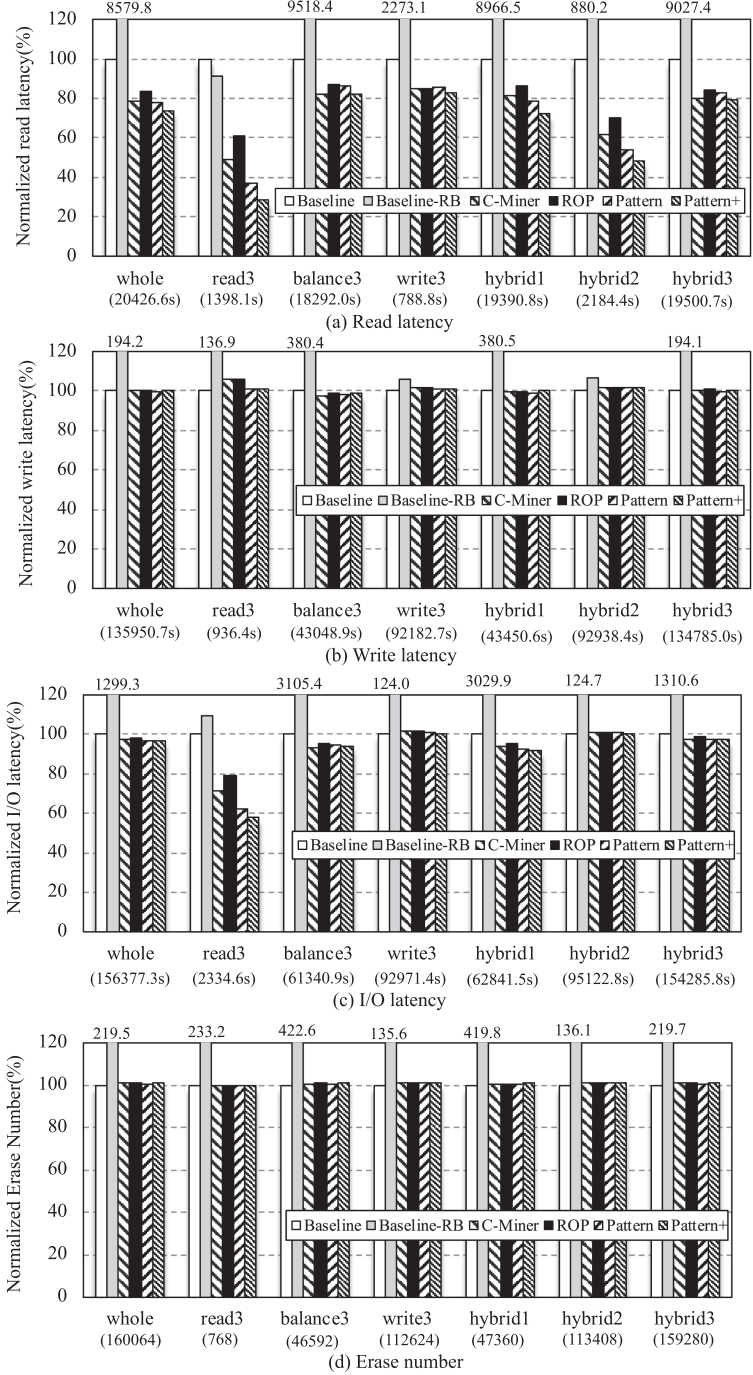 8579.8 9518.4 2273.1 8966.5 880.2 9027.4
120
100
80
60
40
20
0
Normalized read latency(%)
Baseline Baseline-RB C-Miner ROP Pattern Pattern+
whole read3 balance3 write3 hybrid1 hybrid2 hybrid3
(20426.6s) (1398.1s) (18292.0s) (788.8s) (19390.8s) (2184.4s) (19500.7s)
(a) Read latency
194.2 136.9 380.4 380.5 194.1
120
100
80
60
40
20
0
Normalized write latency(%)
Baseline Baseline-RB C-Miner ROP Pattern Pattern+
whole read3 balance3 write3 hybrid1 hybrid2 hybrid3
(135950.7s) (936.4s) (43048.9s) (92182.7s) (43450.6s) (92938.4s) (134785.0s)
(b) Write latency
1299.3 3105.4 124.0 3029.9 124.7 1310.6
120
100
80
60
40
20
0
Normalized I/O latency(%)
Baseline Baseline-RB C-Miner ROP Pattern Pattern+
whole read3 balance3 write3 hybrid1 hybrid2 hybrid3
(156377.3s) (2334.6s) (61340.9s) (92971.4s) (62841.5s) (95122.8s) (154285.8s)
(c) I/O latency
219.5 233.2 422.6 135.6 419.8 136.1 219.7
120
100
80
60
40
20
0
Normalized Erase Number(%)
Baseline Baseline-RB C-Miner ROP Pattern Pattern+
whole read3 balance3 write3 hybrid1 hybrid2 hybrid3
(160064) (768) (46592) (112624) (47360) (113408) (159280)
(d) Erase number